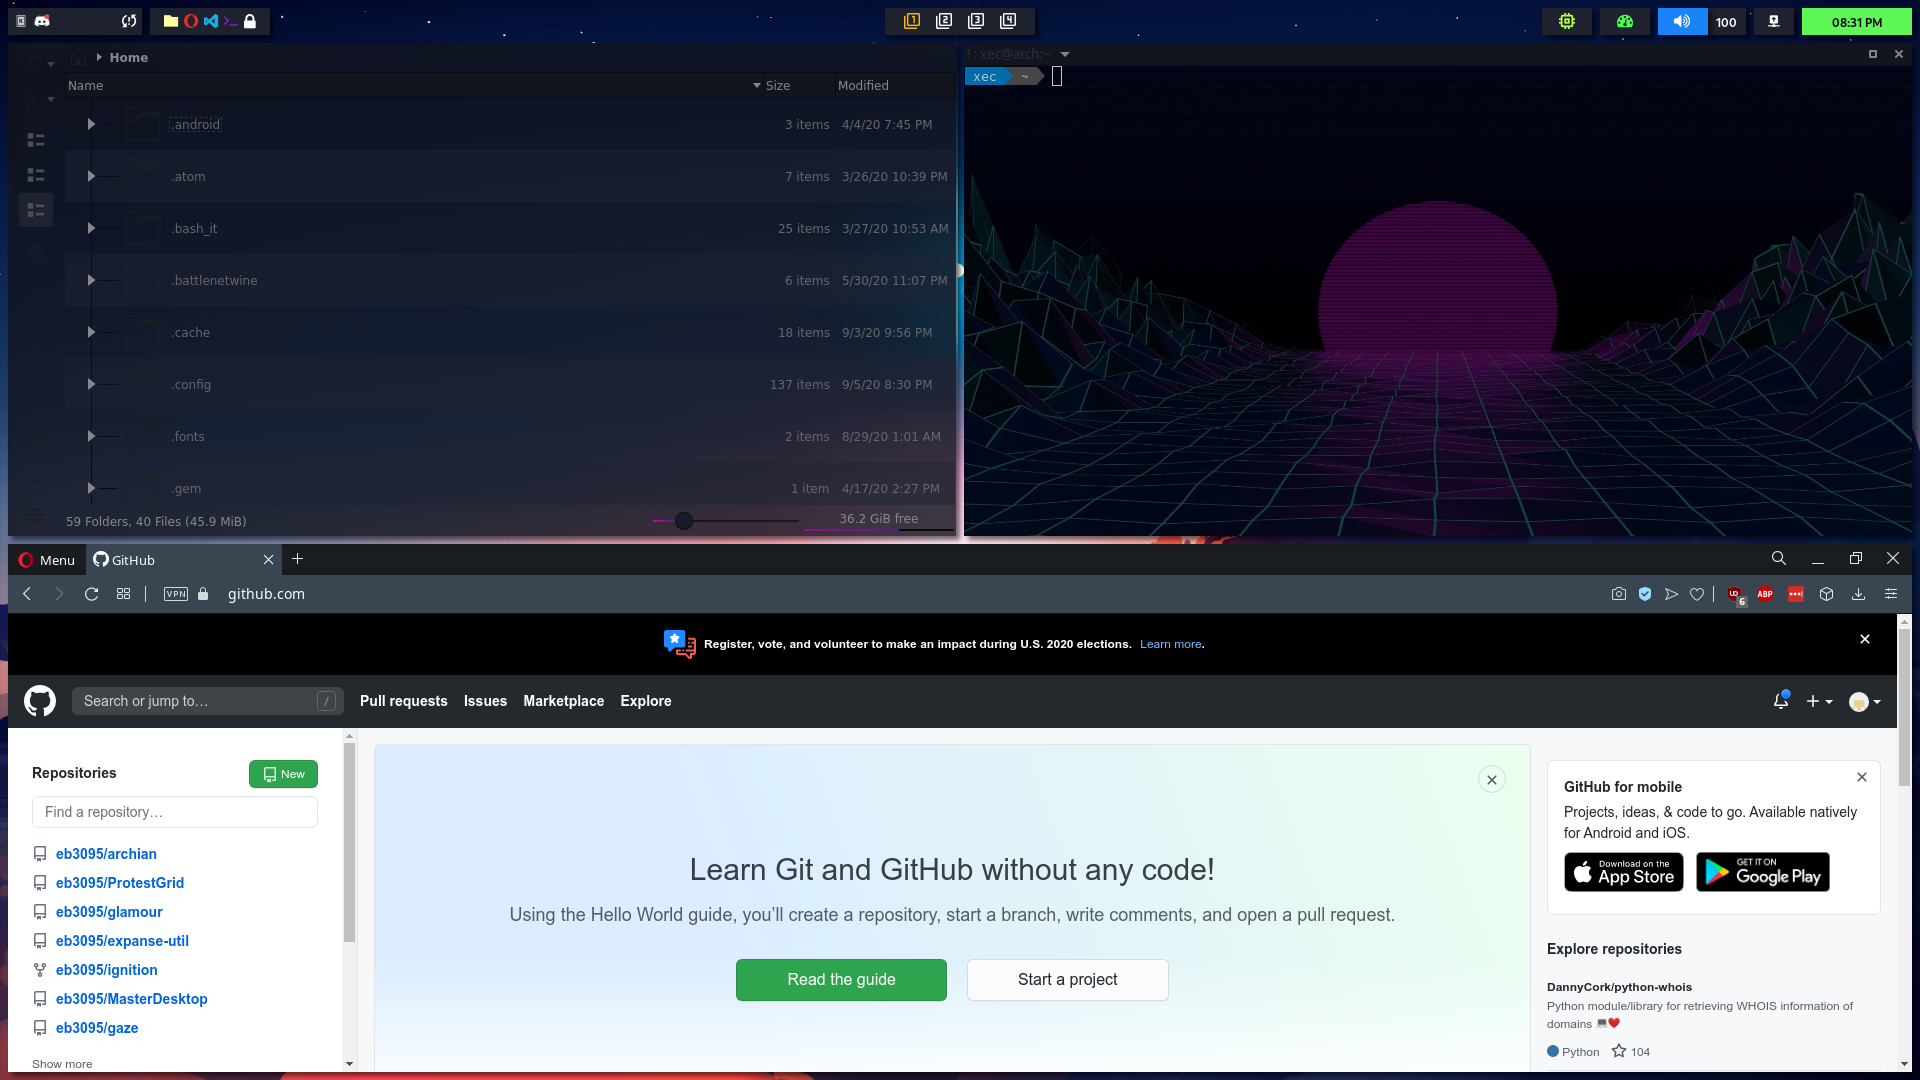 1 2 3 4
100
08:31 PM
Home
Name Size Modified
.android 3 items 4/4/20 7:45 PM
.atom 7 items 3/26/20 10:39 PM
.bash_it 25 items 3/27/20 10:53 AM
.battlenetwine 6 items 5/30/20 11:07 PM
.cache 18 items 9/3/20 9:56 PM
.config 137 items 9/5/20 8:30 PM
.fonts 2 items 8/29/20 1:01 AM
.gem 1 item 4/17/20 2:27 PM
59 Folders, 40 Files (45.9 MiB) 36.2 GiB free
1: xec@arch:~
xec ~
Menu GitHub
VPN github.com
UO 6 ABP
Register, vote, and volunteer to make an impact during U.S. 2020 elections. Learn more.
Search or jump to… / Pull requests Issues Marketplace Explore
Repositories New
Find a repository…
eb3095/archian
eb3095/ProtestGrid
eb3095/glamour
eb3095/expanse-util
eb3095/ignition
eb3095/MasterDesktop
eb3095/gaze
Show more
Learn Git and GitHub without any code!
Using the Hello World guide, you’ll create a repository, start a branch, write comments, and open a pull request.
Read the guide Start a project
GitHub for mobile
Projects, ideas, & code to go. Available natively
for Android and iOS.
Download on the
App Store
GET IT ON
Google Play
Explore repositories
DannyCork/python-whois
Python module/library for retrieving WHOIS information of
domains 💻❤️
Python 104